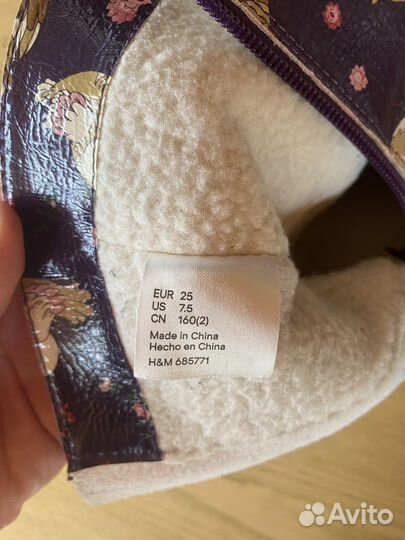 EUR 25
US 7.5
CN 160(2)
Made in China
Hecho en China
H&M 685771
Avito